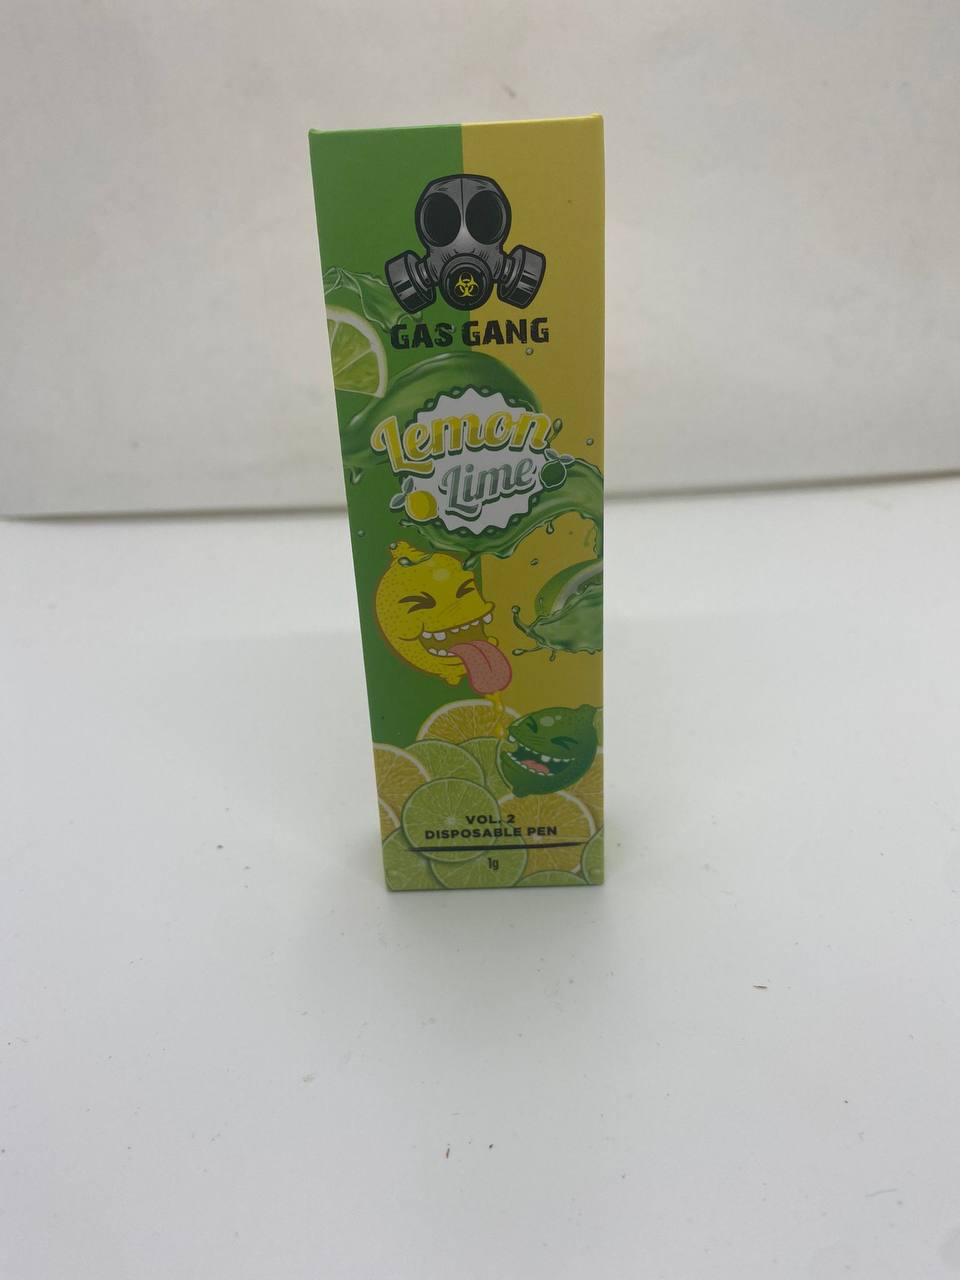 GAS GANG
Lemon
Lime
VOL. 2
DISPOSABLE PEN
1g